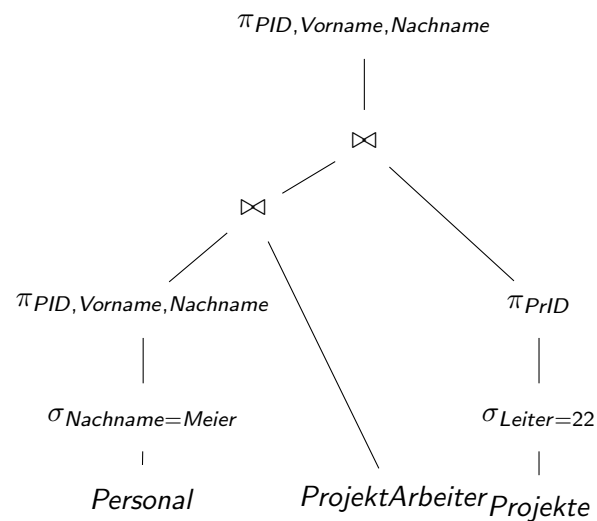 π PID,Vorname,Nachname
⋈
⋈
π PID,Vorname,Nachname π PrID
σ Nachname=Meier σ Leiter=22
Personal ProjektArbeiter Projekte